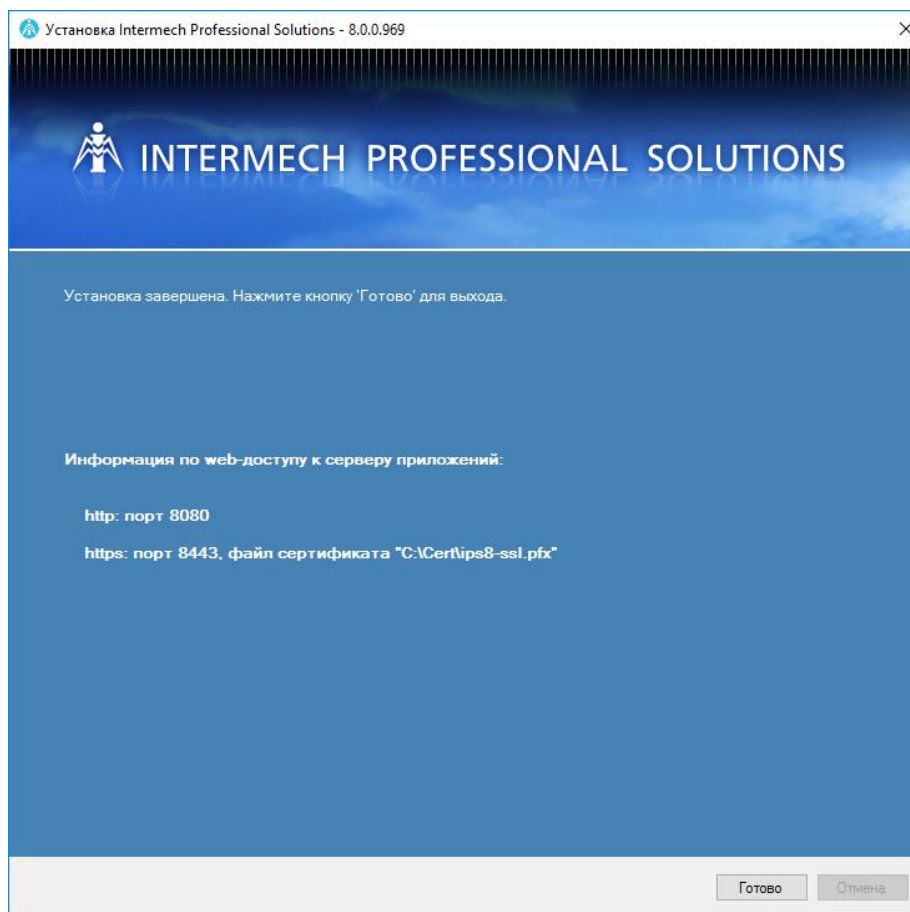 Установка Intermech Professional Solutions - 8.0.0.969
INTERMECH PROFESSIONAL SOLUTIONS
Установка завершена. Нажмите кнопку 'Готово' для выхода.
Информация по web-доступу к серверу приложений:
http: порт 8080
https: порт 8443, файл сертификата "C:\Cert\ips8-ssl.pfx"
Готово Отмена